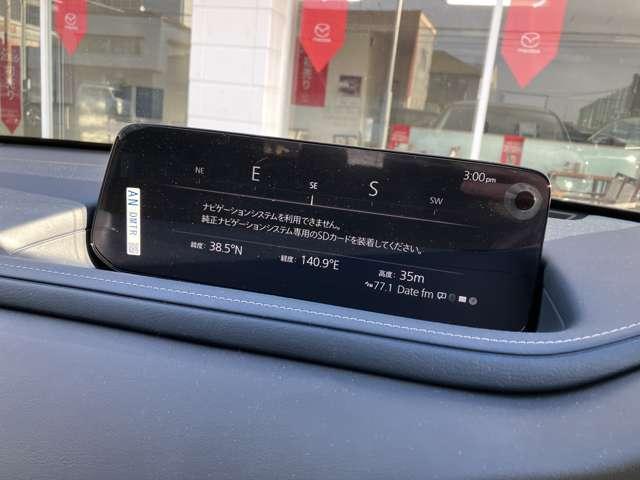 mazda
mazda
3:00pm
NE E SE S SW
AN DMTR
ナビゲーションシステムを利用できません。
純正ナビゲーションシステム専用のSDカードを装着してください。
緯度: 38.5°N 経度: 140.9°E 高度: 35m
77.1 Date fm